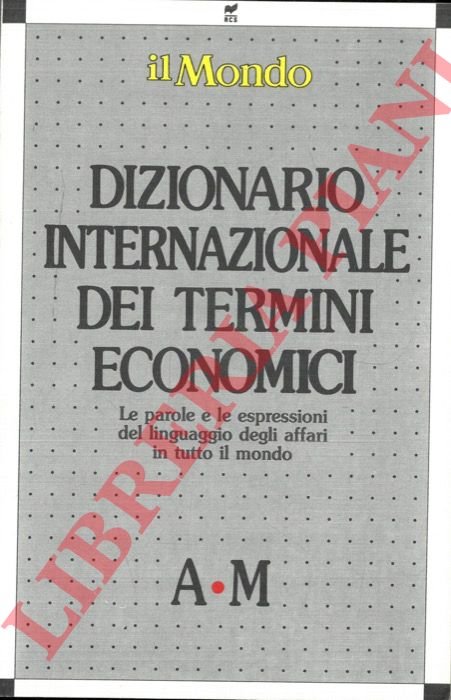 RCS
il Mondo
DIZIONARIO
INTERNAZIONALE
DEI TERMINI
ECONOMICI
Le parole e le espressioni
del linguaggio degli affari
in tutto il mondo
A•M
LIBRERIA PIANI